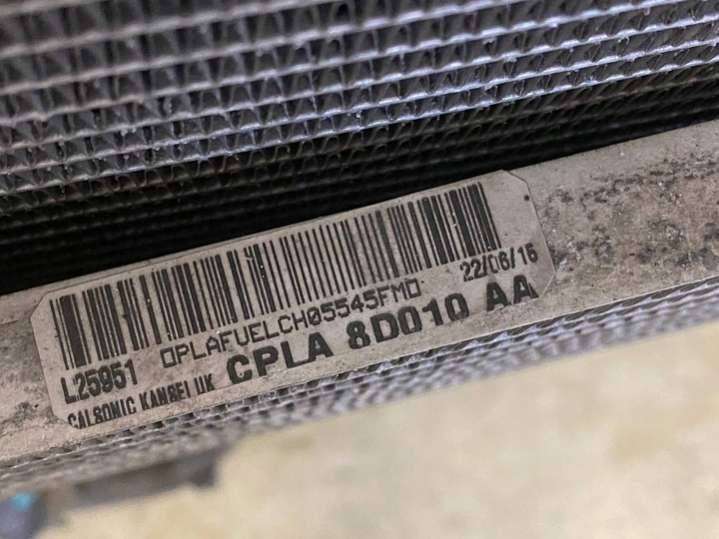 L25951 OPLAFUELCH05545FMD 22/06/16
CALSONIC KANSEI UK CPLA 8D010 AA